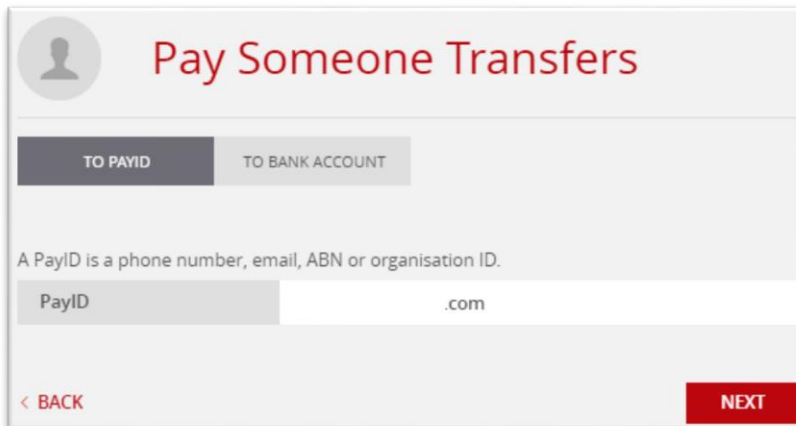 Pay Someone Transfers
TO PAYID TO BANK ACCOUNT
A PayID is a phone number, email, ABN or organisation ID.
PayID .com
< BACK NEXT